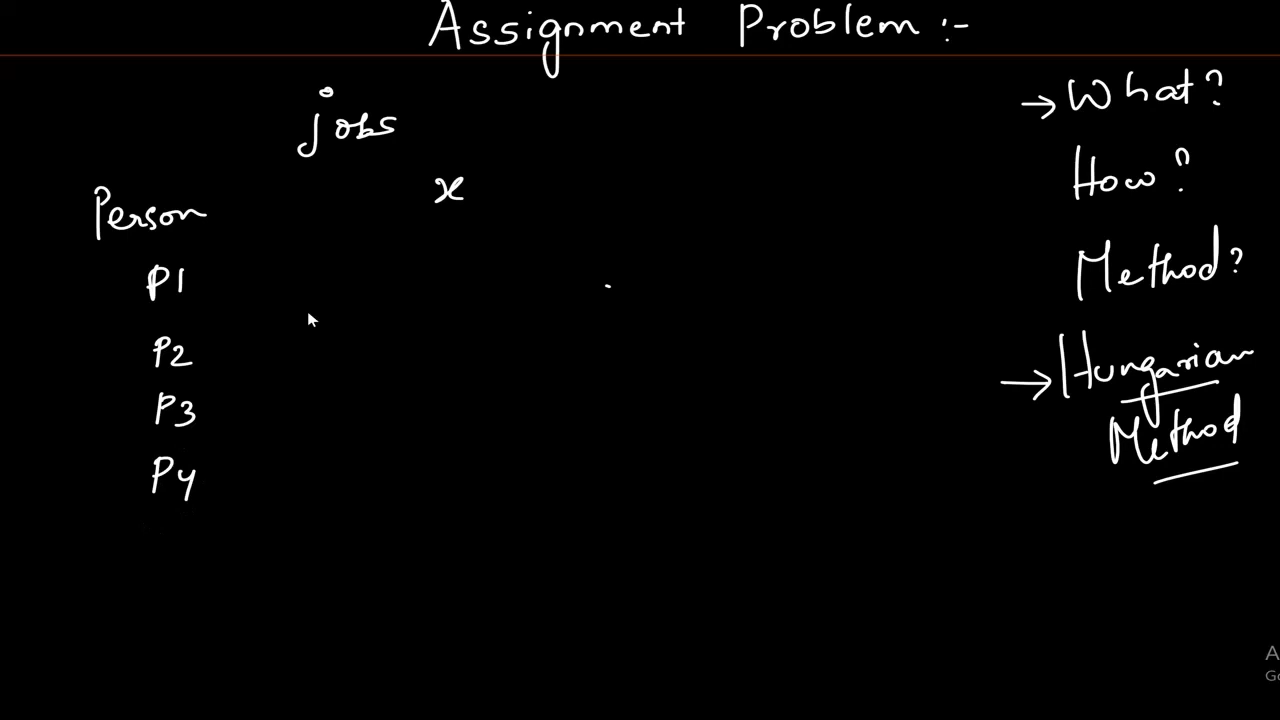 Assignment Problem :-
jobs
x
Person
P1
P2
P3
P4
→ What?
How?
Method?
→ Hungarian
Method